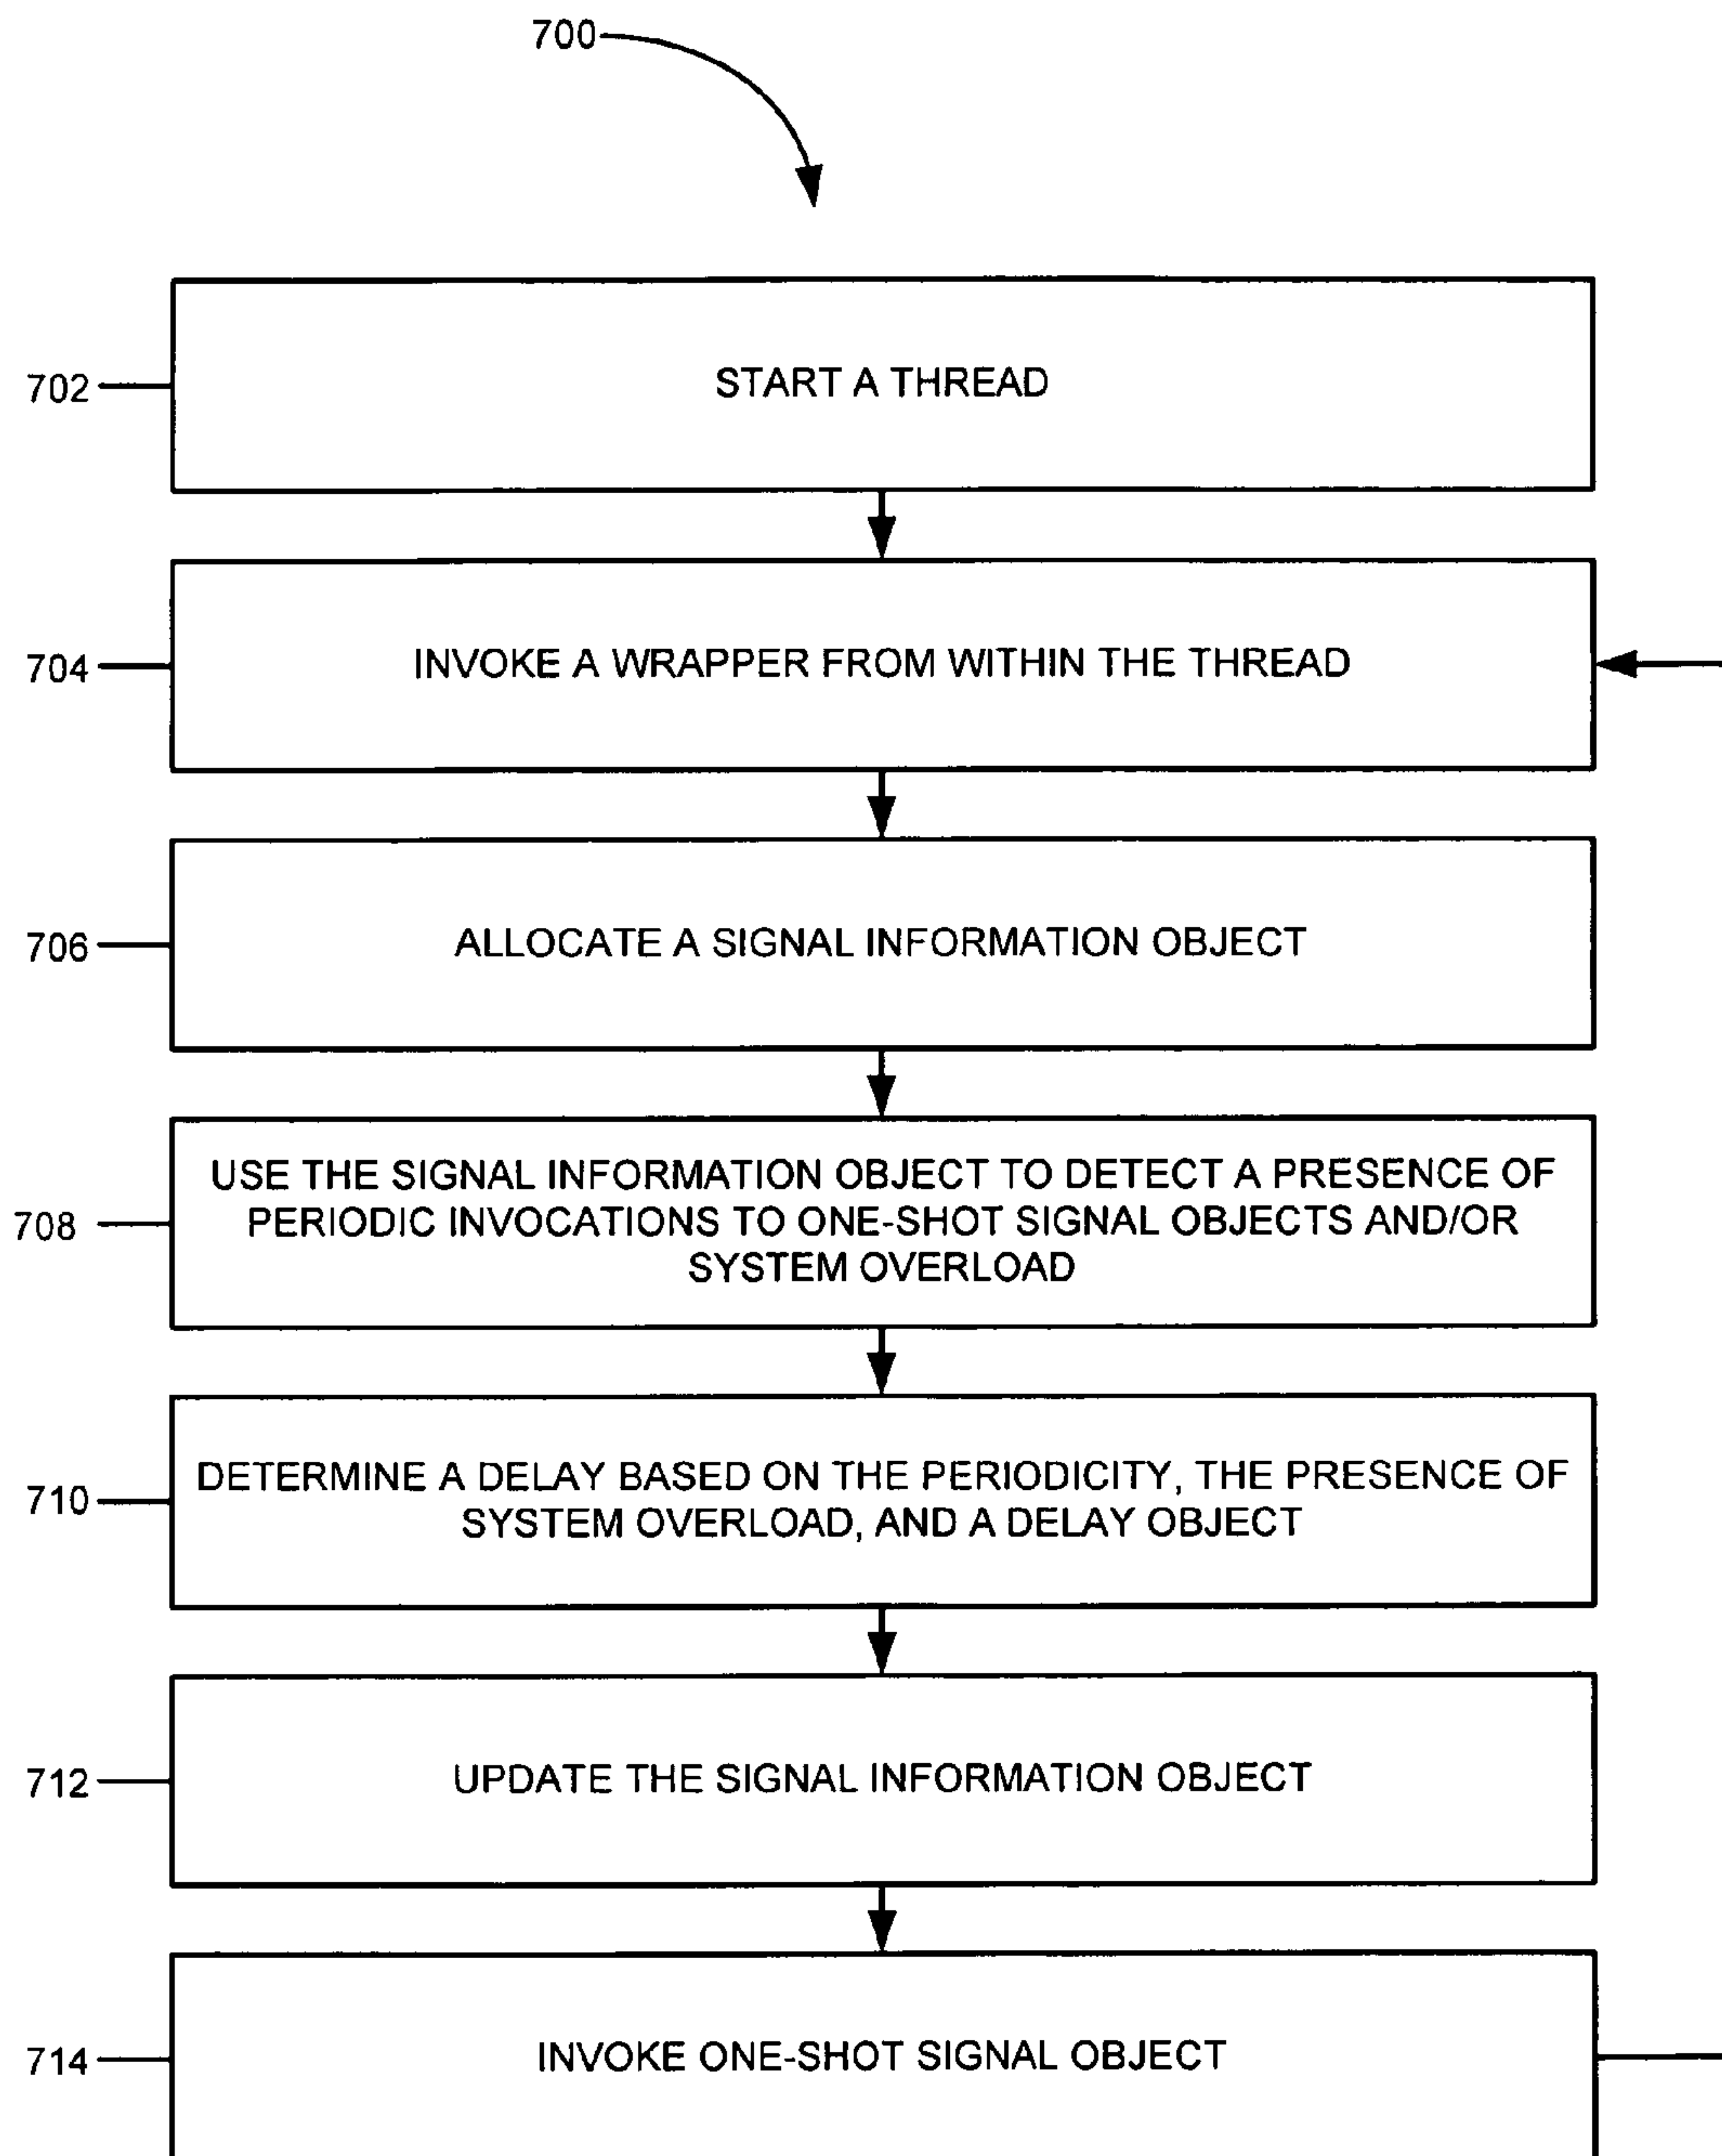 700
702
START A THREAD
704
INVOKE A WRAPPER FROM WITHIN THE THREAD
706
ALLOCATE A SIGNAL INFORMATION OBJECT
708
USE THE SIGNAL INFORMATION OBJECT TO DETECT A PRESENCE OF
PERIODIC INVOCATIONS TO ONE-SHOT SIGNAL OBJECTS AND/OR
SYSTEM OVERLOAD
710
DETERMINE A DELAY BASED ON THE PERIODICITY, THE PRESENCE OF
SYSTEM OVERLOAD, AND A DELAY OBJECT
712
UPDATE THE SIGNAL INFORMATION OBJECT
714
INVOKE ONE-SHOT SIGNAL OBJECT